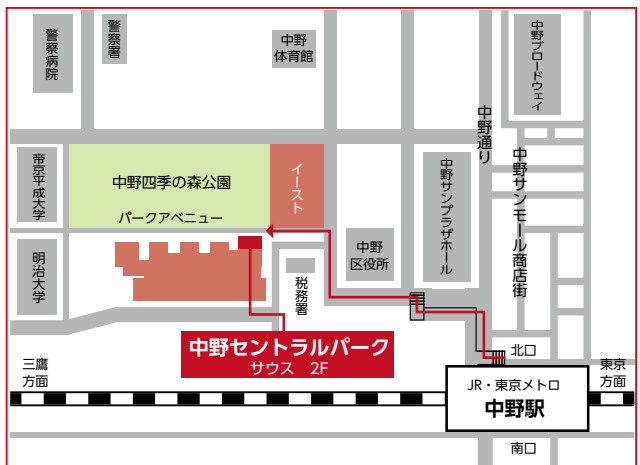 警察病院
警察署
中野
体育館
中野ブロードウェイ
中野通り
帝京平成大学
中野四季の森公園
イースト
中野サンプラザホール
中野サンモール商店街
パークアベニュー
明治大学
中野
区役所
税務署
中野セントラルパーク
サウス 2F
北口
三鷹
方面
東京
方面
JR・東京メトロ
中野駅
南口